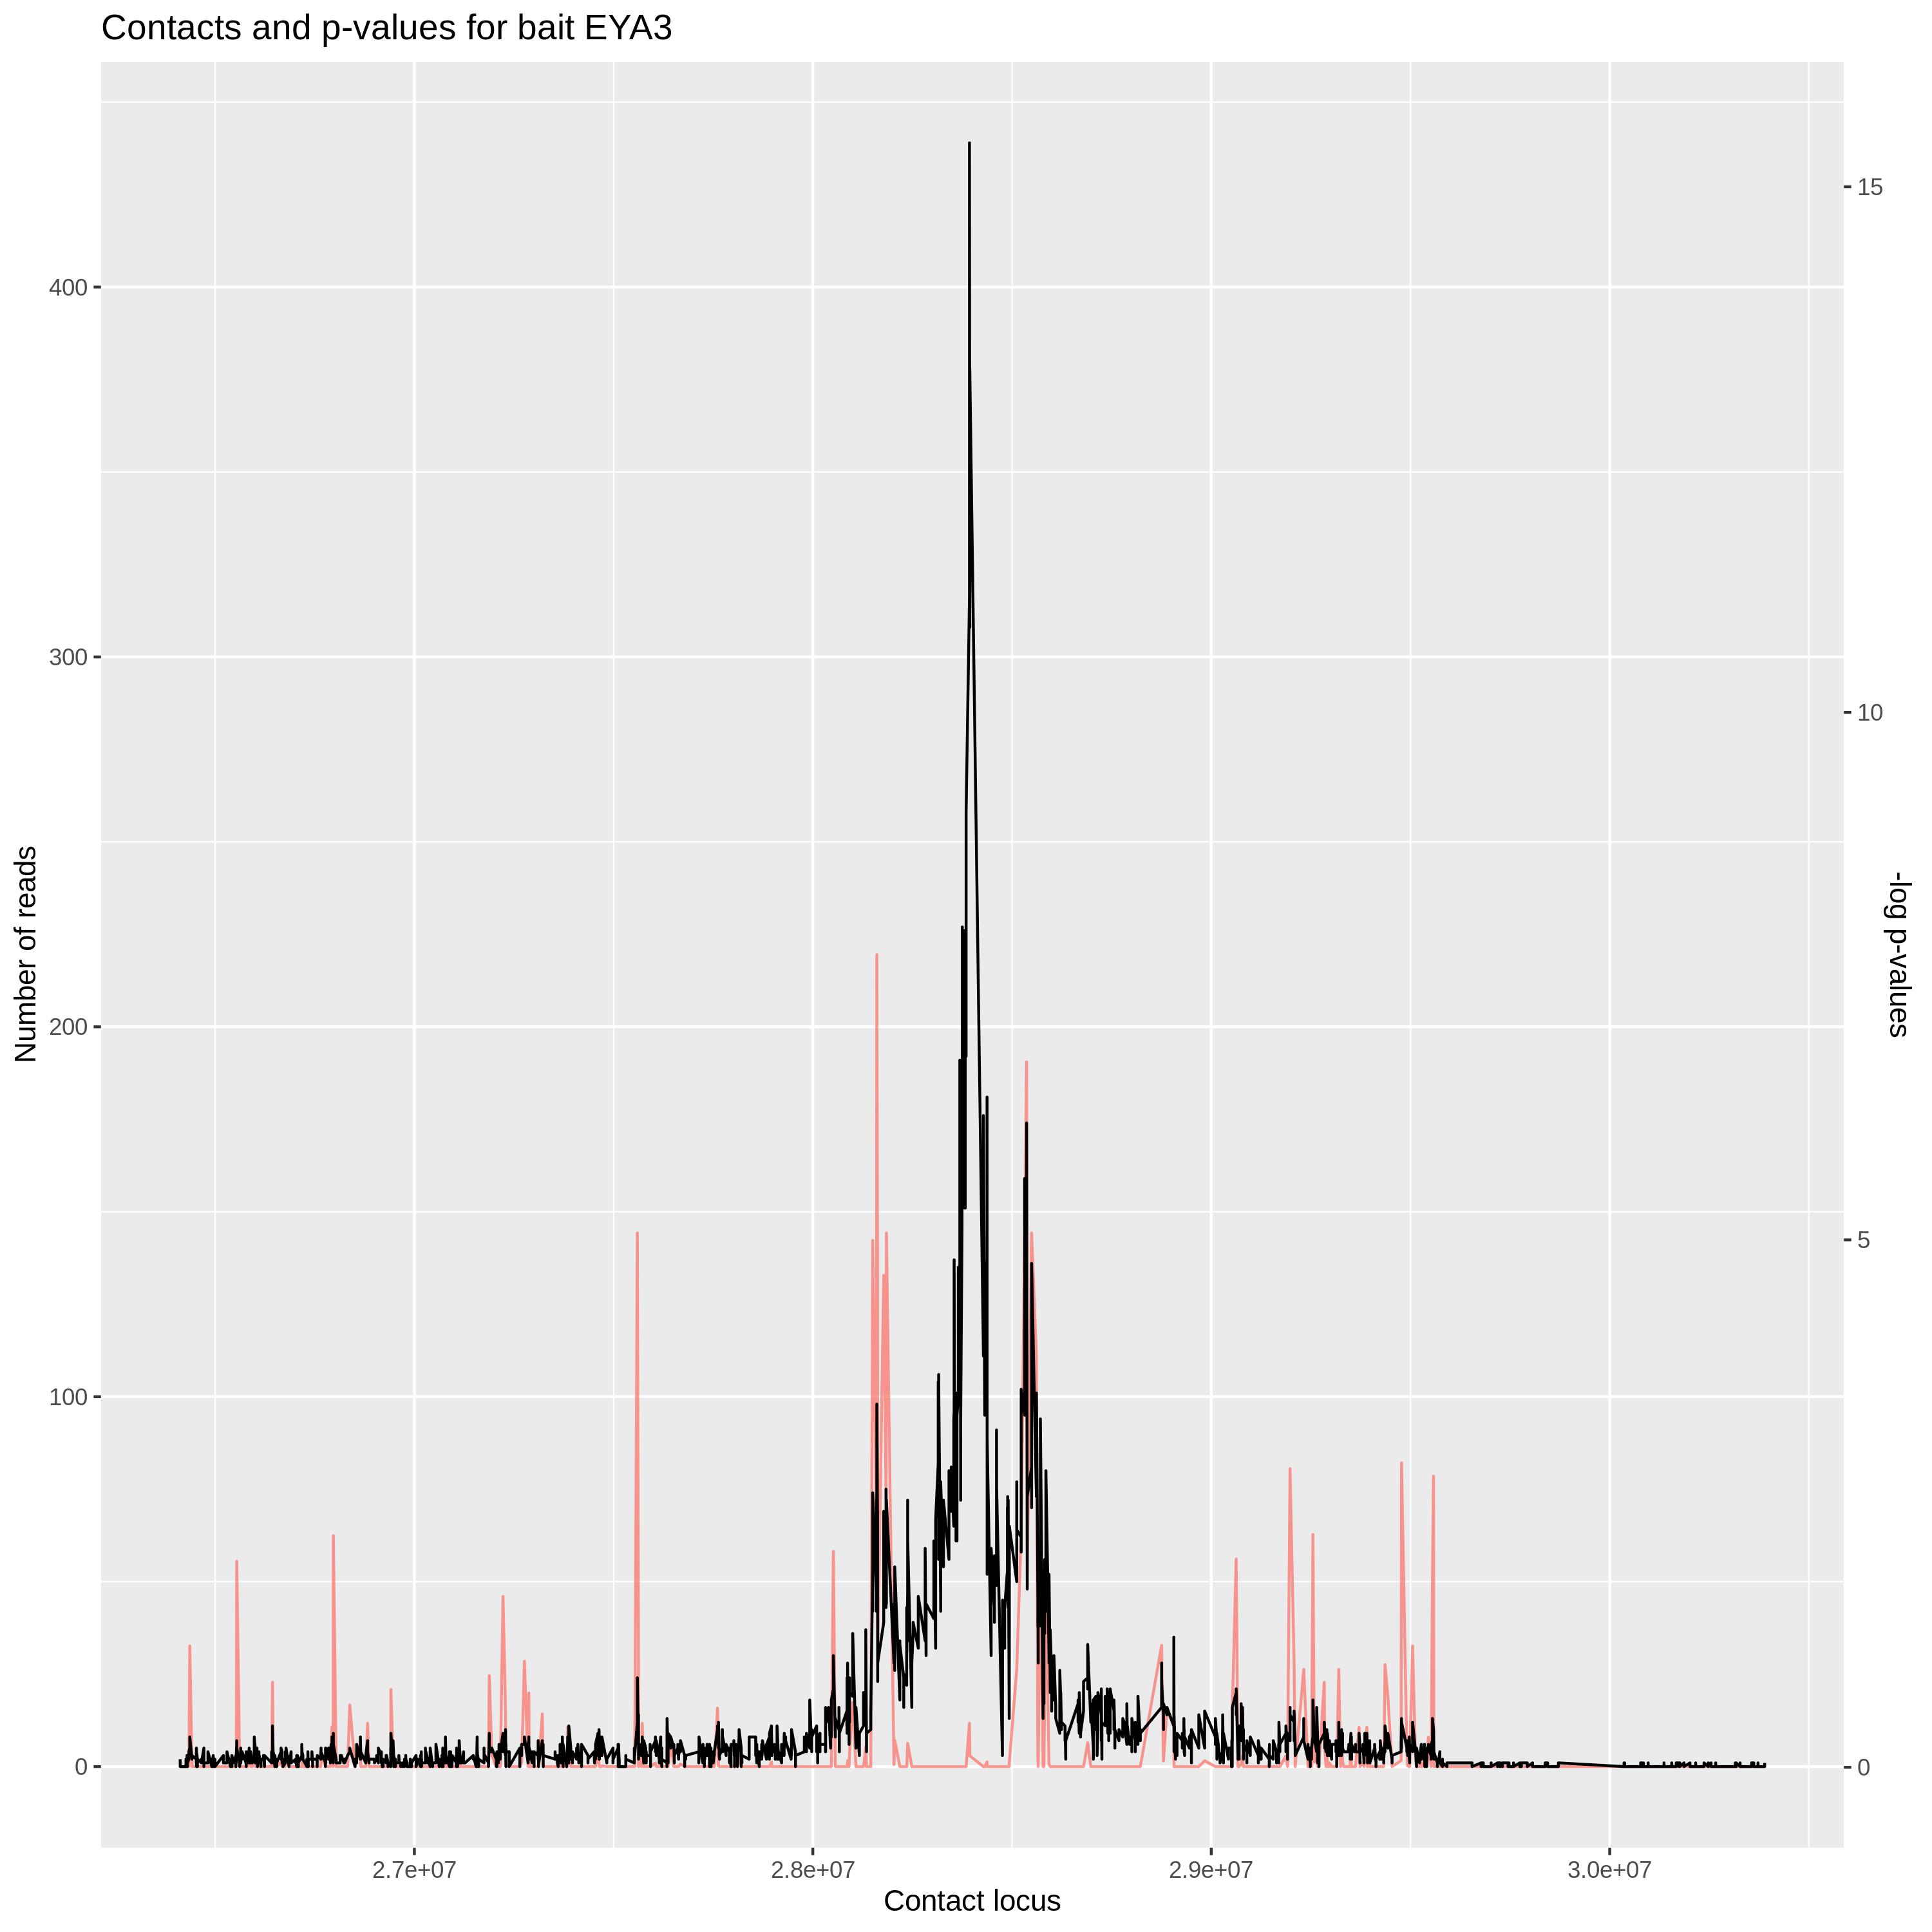 Contacts and p-values for bait EYA3
400
300
200
100
0
Number of reads
15
10
5
0
-log p-values
2.7e+07
2.8e+07
2.9e+07
3.0e+07
Contact locus